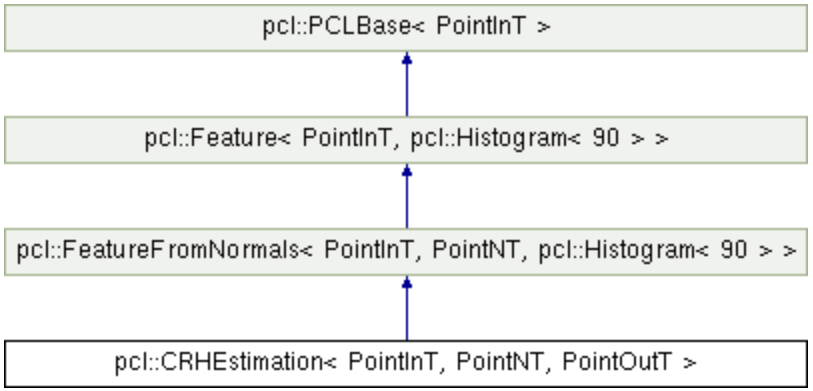 pcl::PCLBase< PointInT >
pcl::Feature< PointInT, pcl::Histogram< 90 > >
pcl::FeatureFromNormals< PointInT, PointNT, pcl::Histogram< 90 > >
pcl::CRHEstimation< PointInT, PointNT, PointOutT >